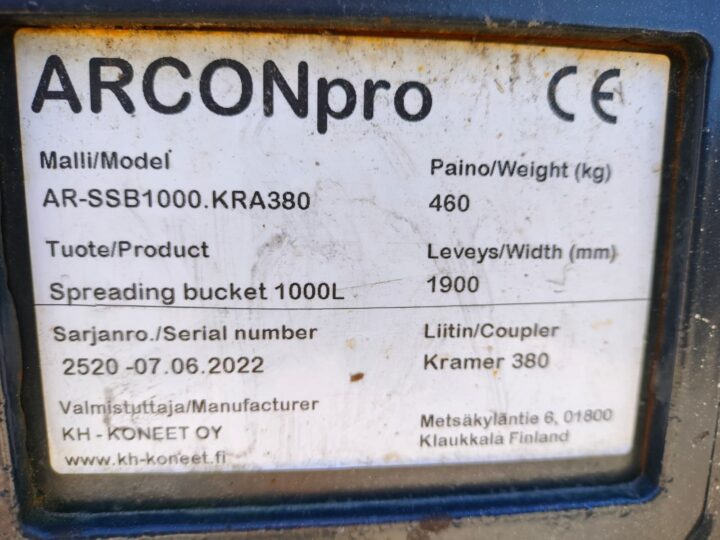 ARCONpro CE
Malli/Model
AR-SSB1000.KRA380
Paino/Weight (kg)
460
Tuote/Product
Spreading bucket 1000L
Leveys/Width (mm)
1900
Sarjanro./Serial number
2520 -07.06.2022
Liitin/Coupler
Kramer 380
Valmistuttaja/Manufacturer
KH - KONEET OY
www.kh-koneet.fi
Metsäkyläntie 6, 01800
Klaukkala Finland